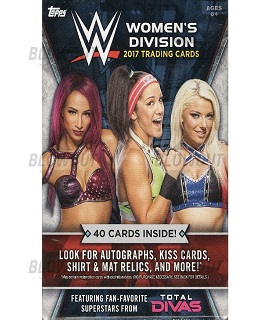 Topps
AGES 6+
W
WOMEN'S
DIVISION
2017 TRADING CARDS
40 CARDS INSIDE!
LOOK FOR AUTOGRAPHS, KISS CARDS,
SHIRT & MAT RELICS, AND MORE!*
FEATURING FAN-FAVORITE
SUPERSTARS FROM
TOTAL
DIVAS